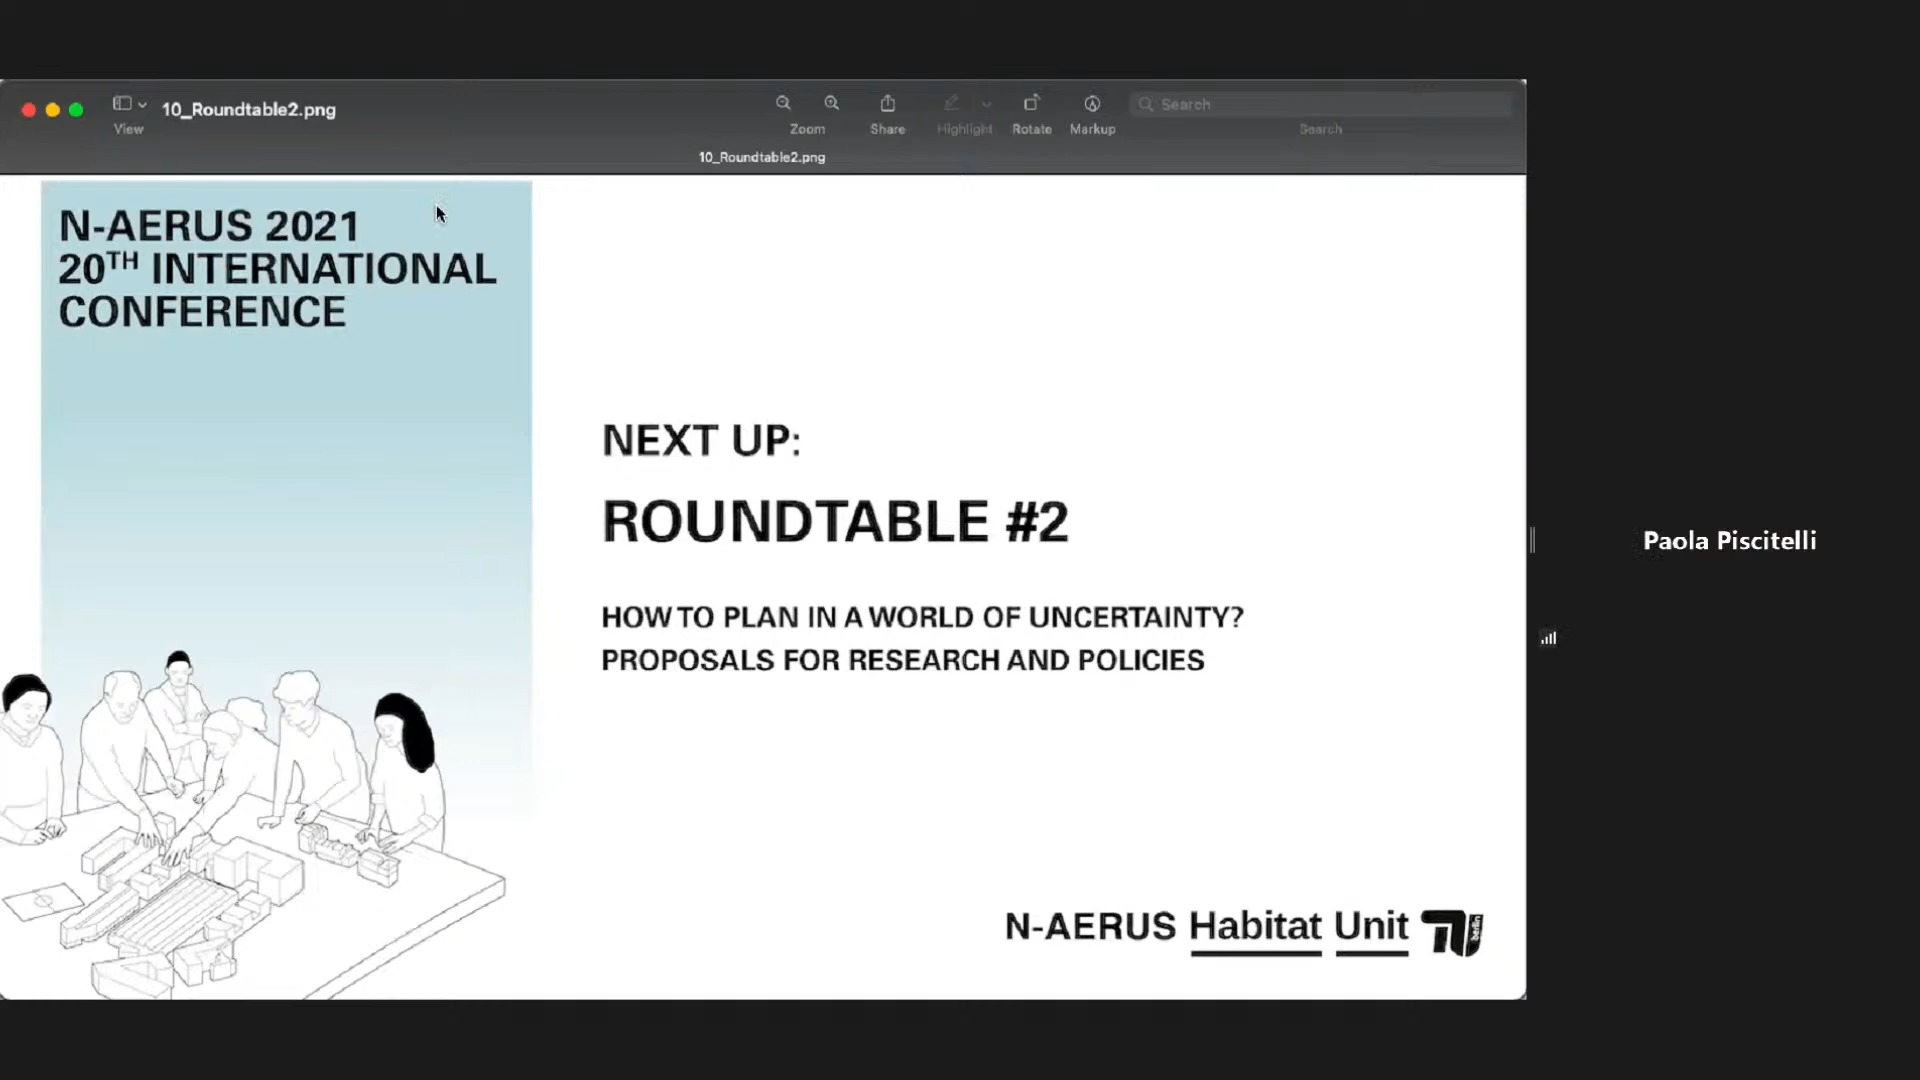 10_Roundtable2.png
View
Zoom
Share
Highlight
Rotate
Markup
Search
Search
10_Roundtable2.png
N-AERUS 2021
20TH INTERNATIONAL
CONFERENCE
NEXT UP:
ROUNDTABLE #2
HOW TO PLAN IN A WORLD OF UNCERTAINTY?
PROPOSALS FOR RESEARCH AND POLICIES
Paola Piscitelli
N-AERUS Habitat Unit
berlin